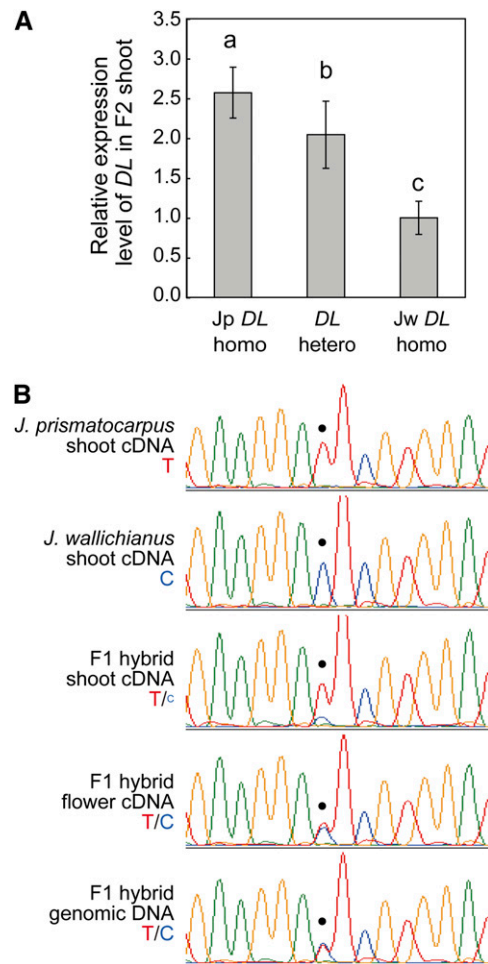 A
Relative expression
level of DL in F2 shoot
3.5
3.0
2.5
2.0
1.5
1.0
0.5
0.0
a
b
c
Jp DL
homo
DL
hetero
Jw DL
homo
B
J. prismatocarpus
shoot cDNA
T
J. wallichianus
shoot cDNA
C
F1 hybrid
shoot cDNA
T/c
F1 hybrid
flower cDNA
T/C
F1 hybrid
genomic DNA
T/C